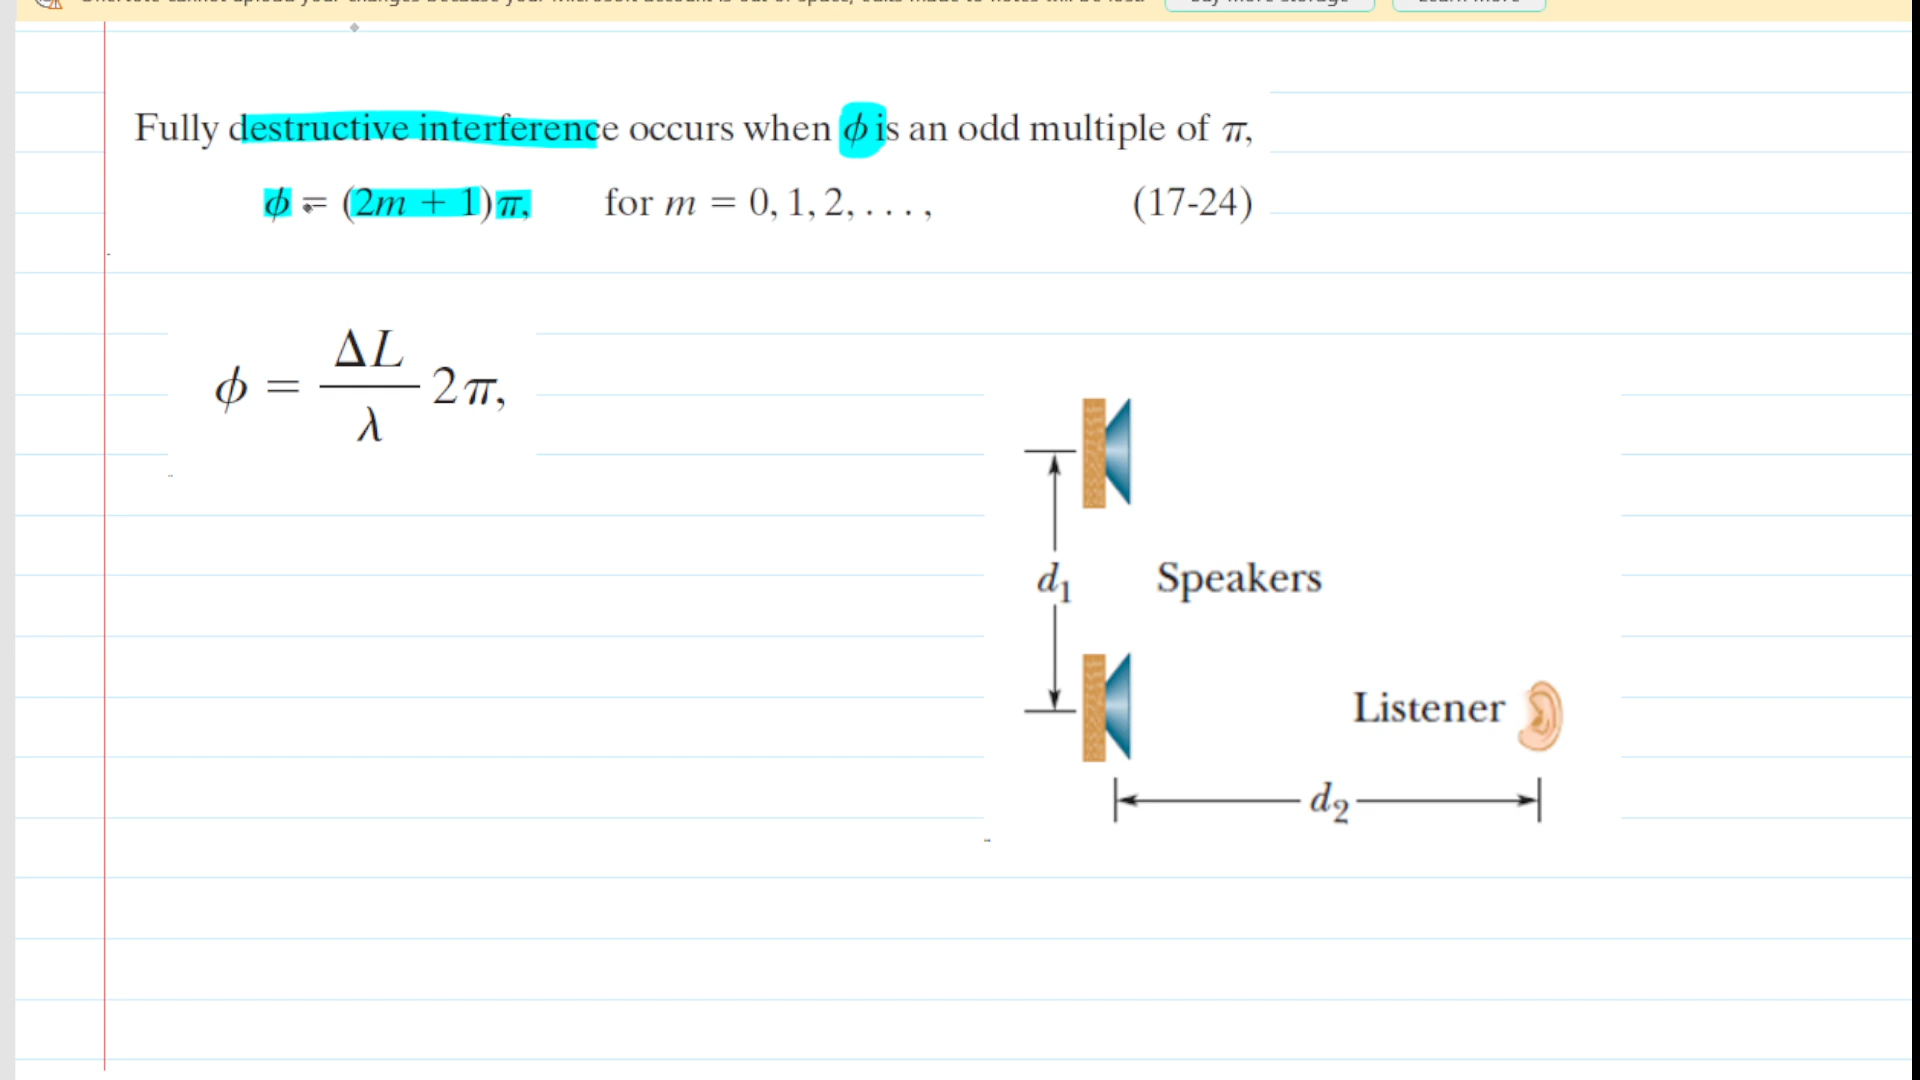 Fully destructive interference occurs when ϕ is an odd multiple of π,
ϕ = (2m + 1)π, for m = 0, 1, 2, . . . , (17-24)
ϕ = ΔL/λ 2π,
d₁ Speakers
Listener
d₂